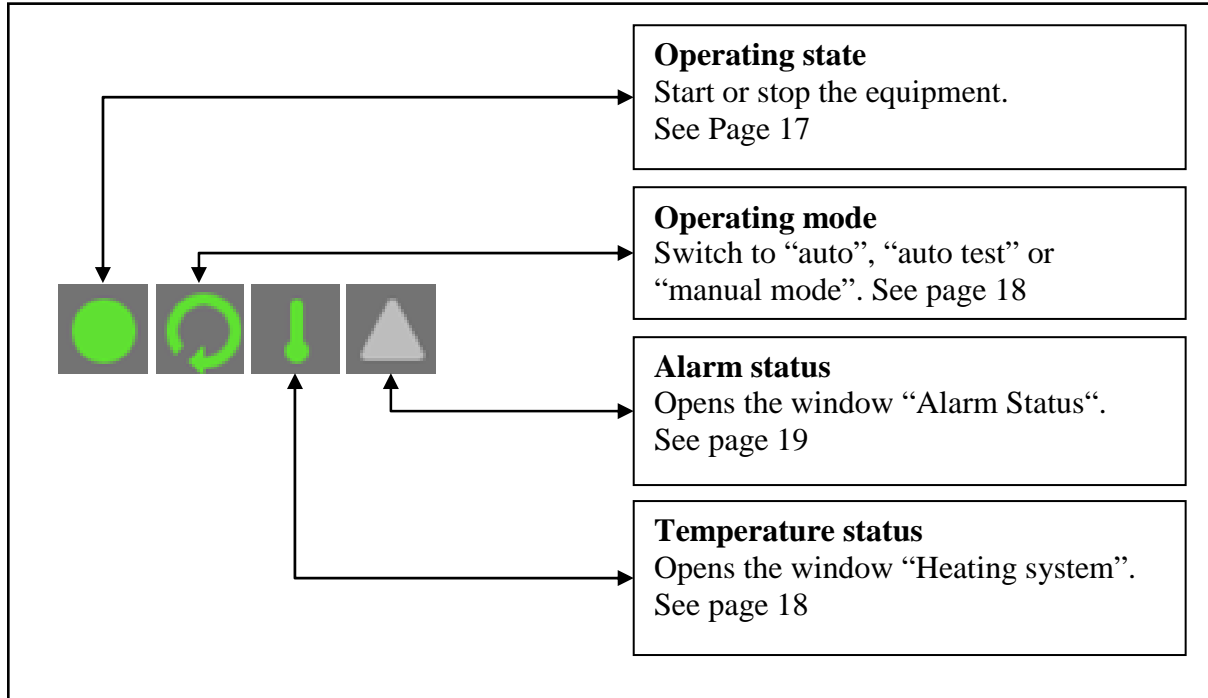 Operating state
Start or stop the equipment.
See Page 17
Operating mode
Switch to “auto”, “auto test” or
“manual mode”. See page 18
Alarm status
Opens the window “Alarm Status“.
See page 19
Temperature status
Opens the window “Heating system”.
See page 18